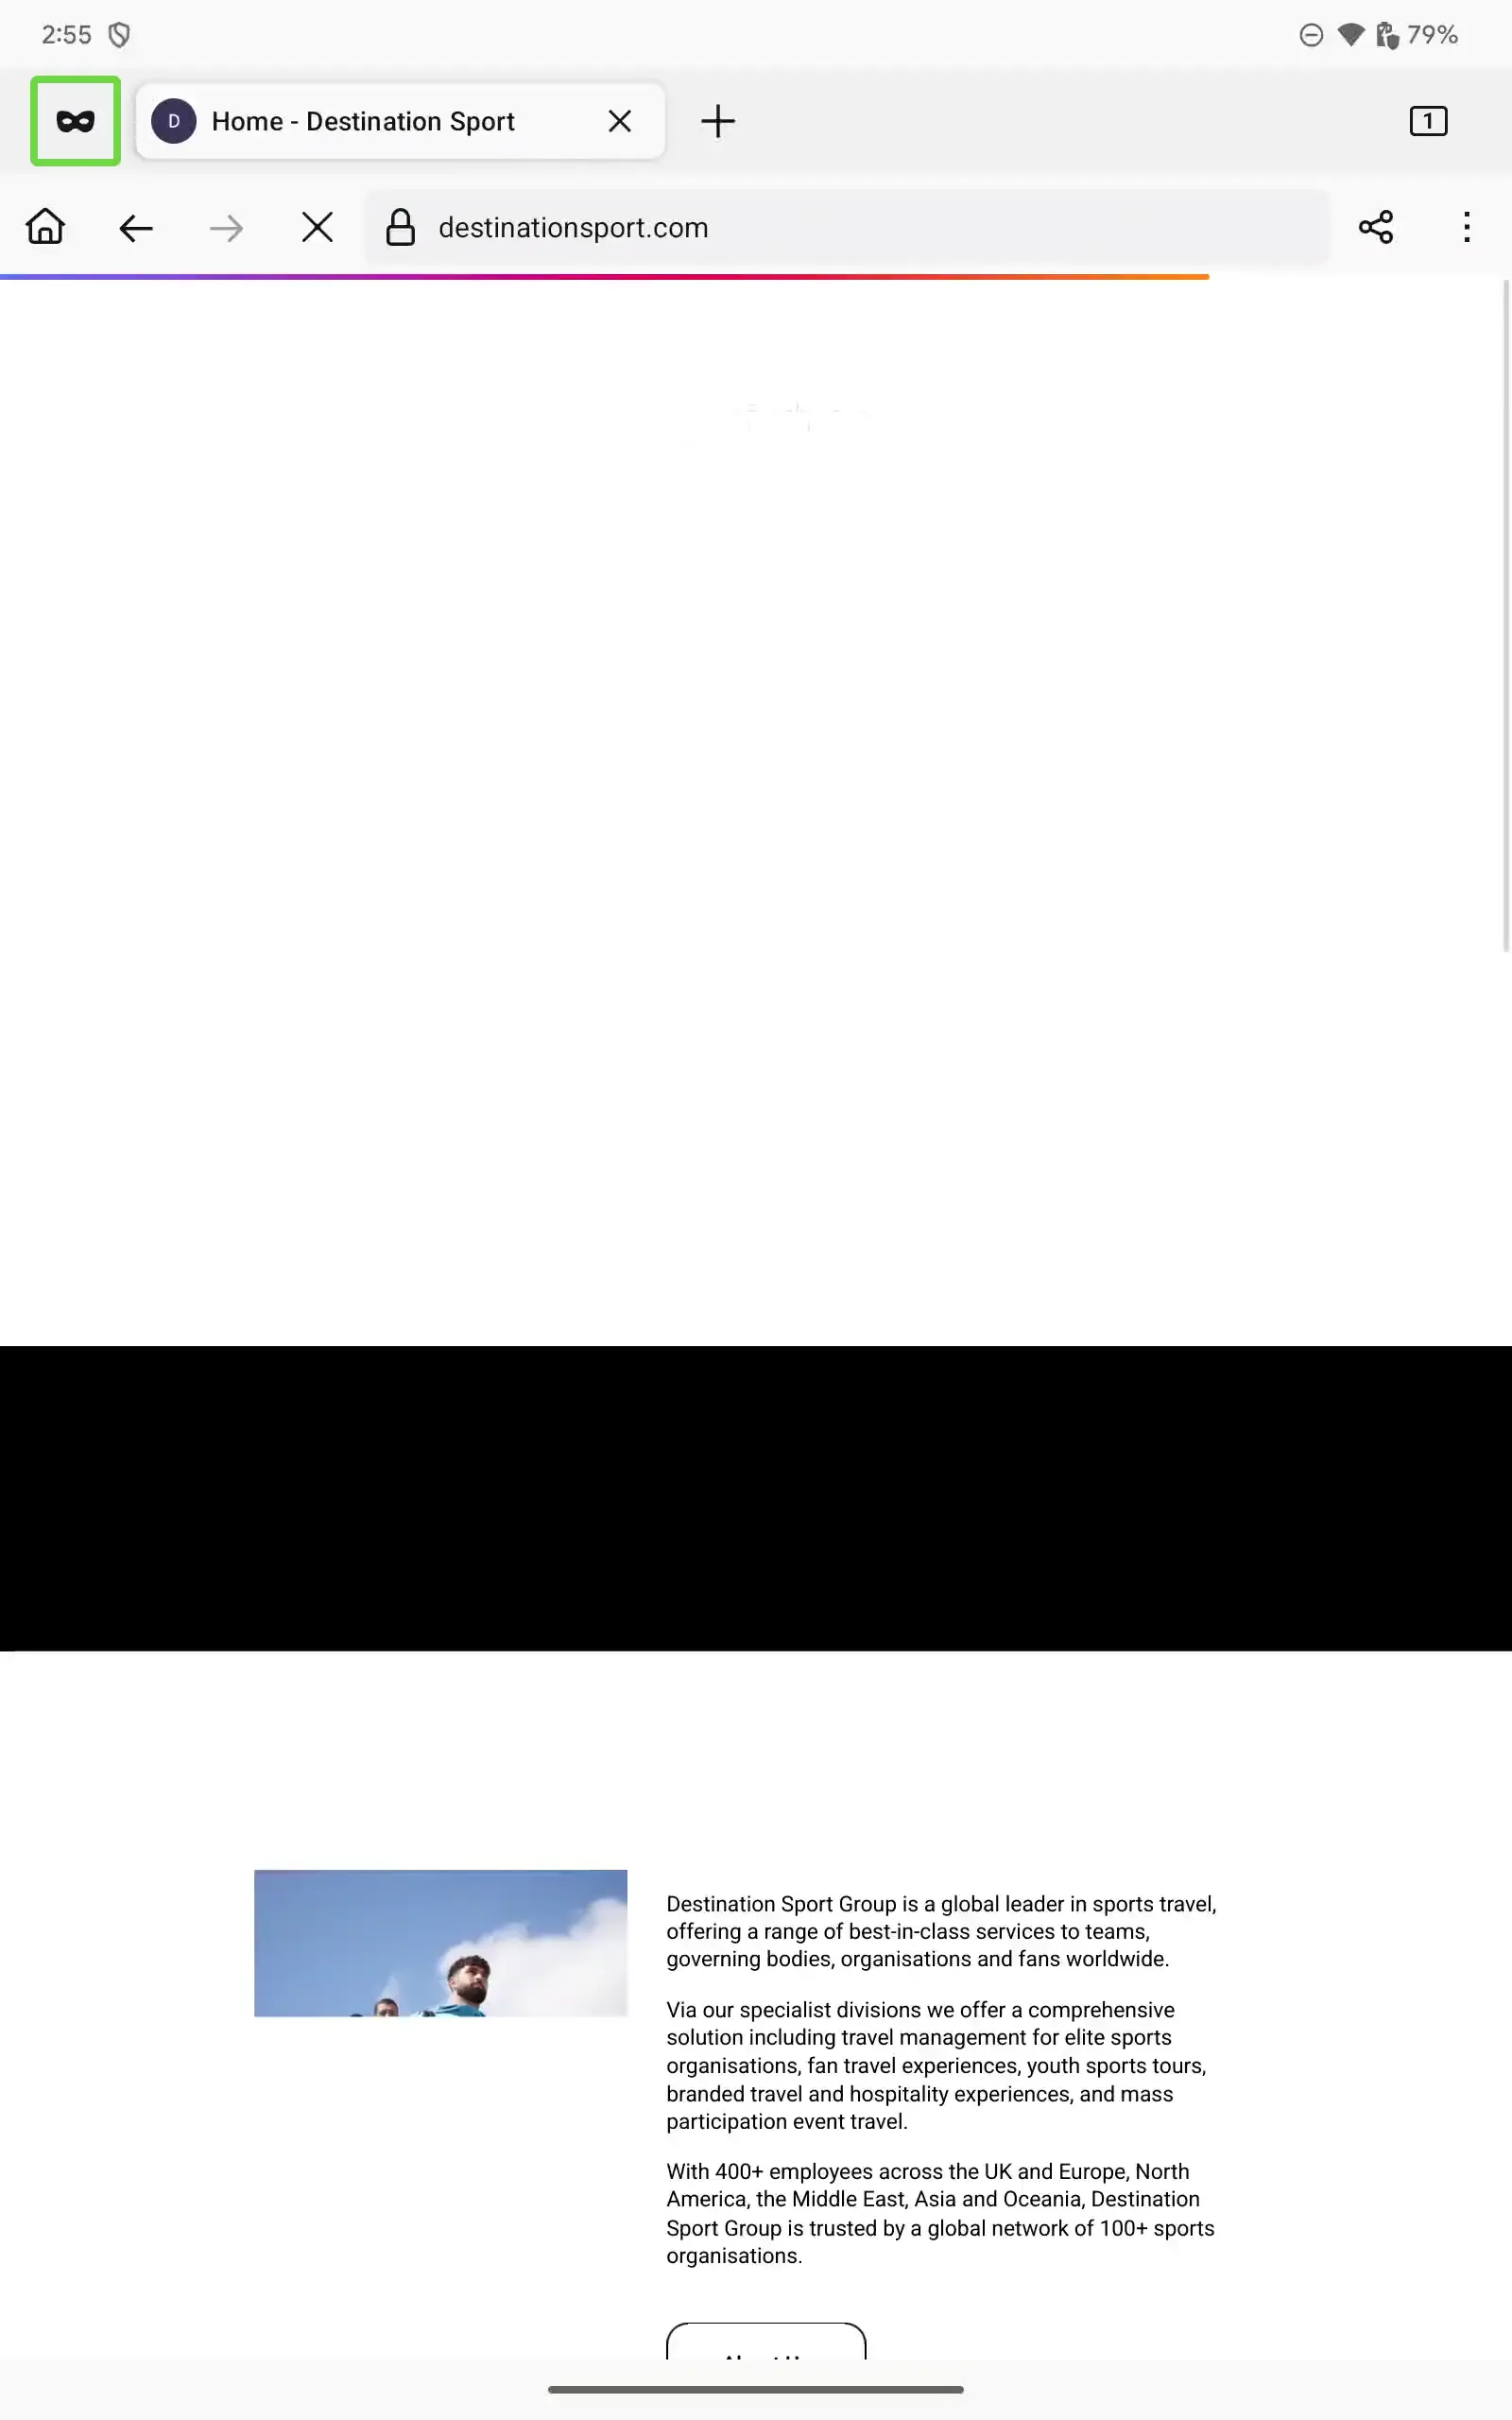 2:55
79%
D
Home - Destination Sport
1
destinationsport.com
Destination Sport Group is a global leader in sports travel,
offering a range of best-in-class services to teams,
governing bodies, organisations and fans worldwide.
Via our specialist divisions we offer a comprehensive
solution including travel management for elite sports
organisations, fan travel experiences, youth sports tours,
branded travel and hospitality experiences, and mass
participation event travel.
With 400+ employees across the UK and Europe, North
America, the Middle East, Asia and Oceania, Destination
Sport Group is trusted by a global network of 100+ sports
organisations.